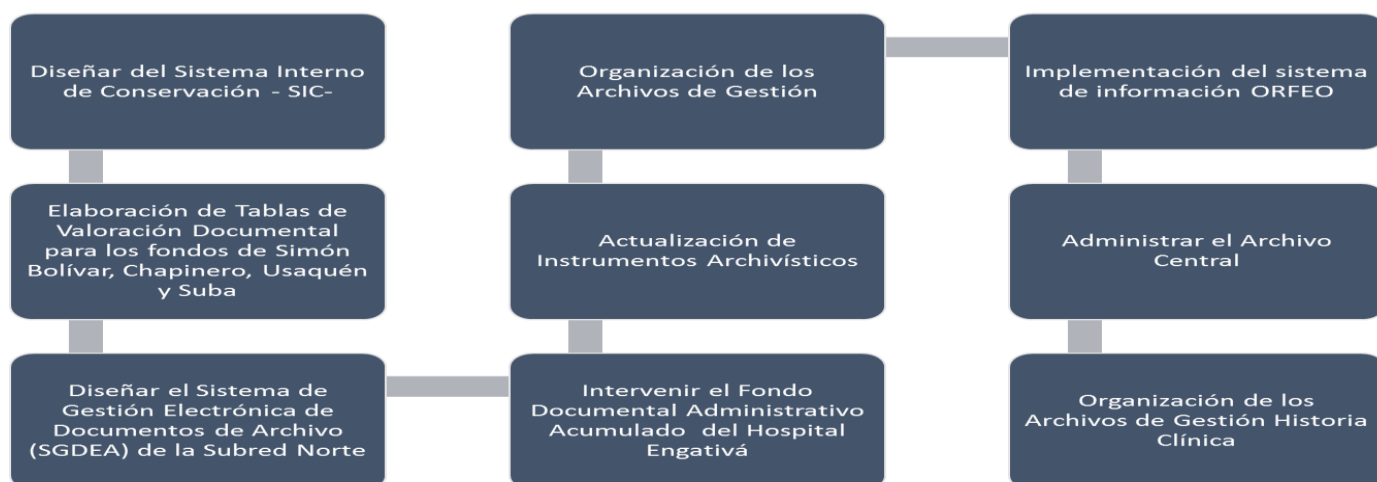 Diseñar del Sistema Interno
de Conservación - SIC-
Elaboración de Tablas de
Valoración Documental
para los fondos de Simón
Bolívar, Chapinero, Usaquén
y Suba
Diseñar el Sistema de
Gestión Electrónica de
Documentos de Archivo
(SGDEA) de la Subred Norte
Intervenir el Fondo
Documental Administrativo
Acumulado del Hospital
Engativá
Actualización de
Instrumentos Archivísticos
Organización de los
Archivos de Gestión
Implementación del sistema
de información ORFEO
Administrar el Archivo
Central
Organización de los
Archivos de Gestión Historia
Clínica